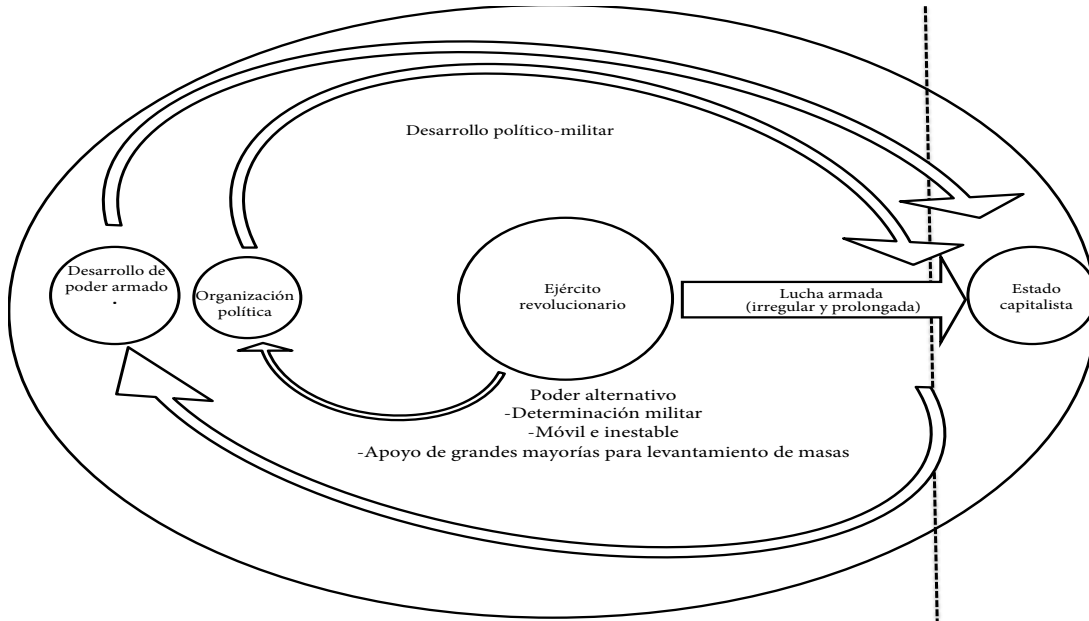 Desarrollo político-militar
Desarrollo de
poder armado
.
Organización
política
Ejército
revolucionario
Lucha armada
(irregular y prolongada)
Estado
capitalista
Poder alternativo
-Determinación militar
-Móvil e inestable
-Apoyo de grandes mayorías para levantamiento de masas